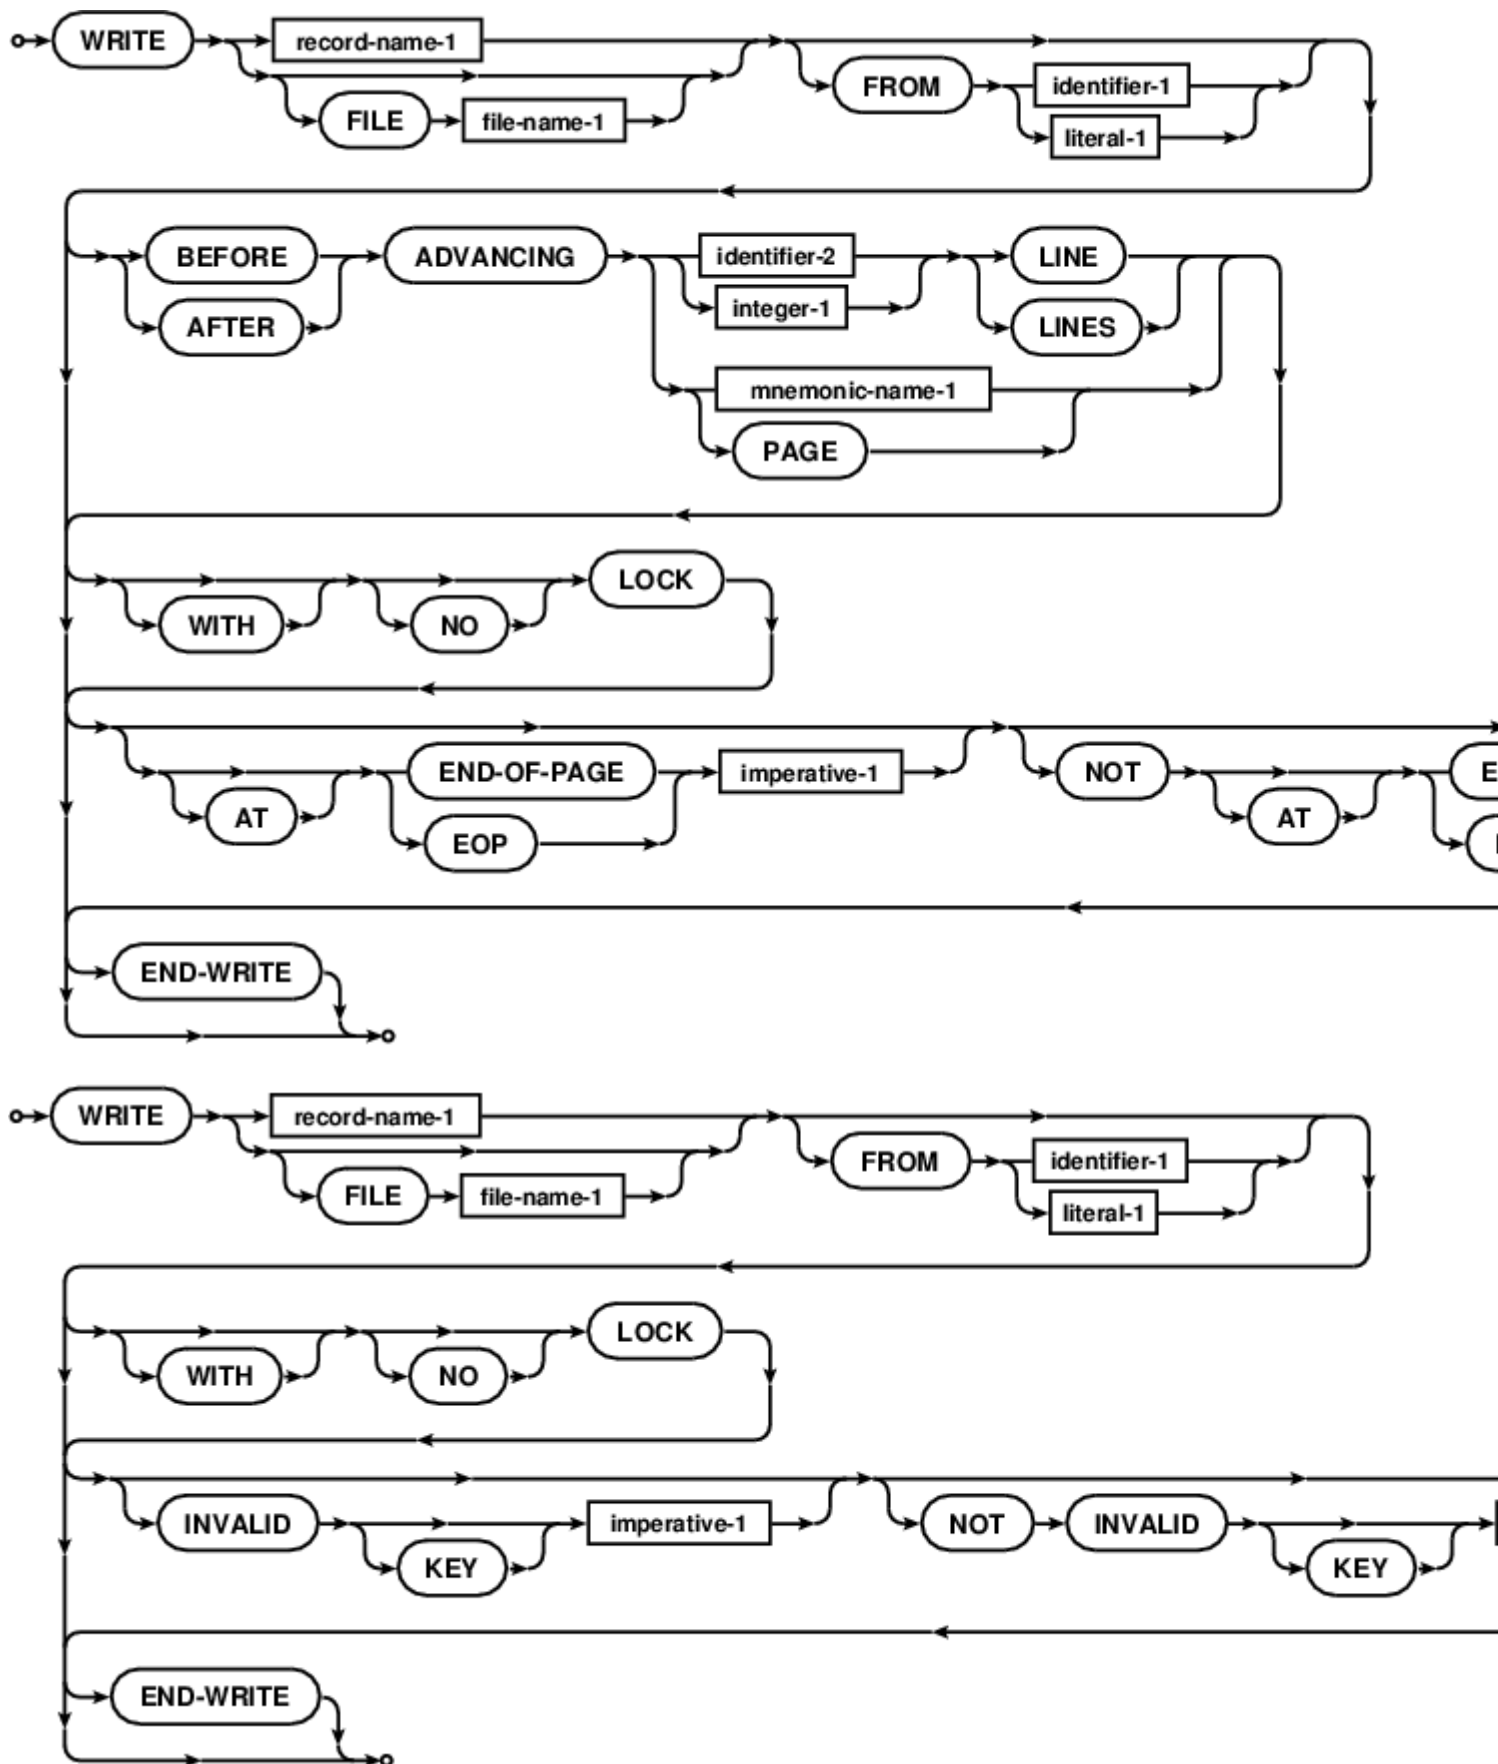 WRITE record-name-1
FROM identifier-1
FILE file-name-1
literal-1
BEFORE ADVANCING identifier-2 LINE
AFTER integer-1 LINES
mnemonic-name-1
PAGE
LOCK
WITH NO
END-OF-PAGE imperative-1 NOT
AT EOP AT
END-WRITE
WRITE record-name-1
FROM identifier-1
FILE file-name-1
literal-1
LOCK
WITH NO
INVALID imperative-1 NOT INVALID
KEY KEY
END-WRITE